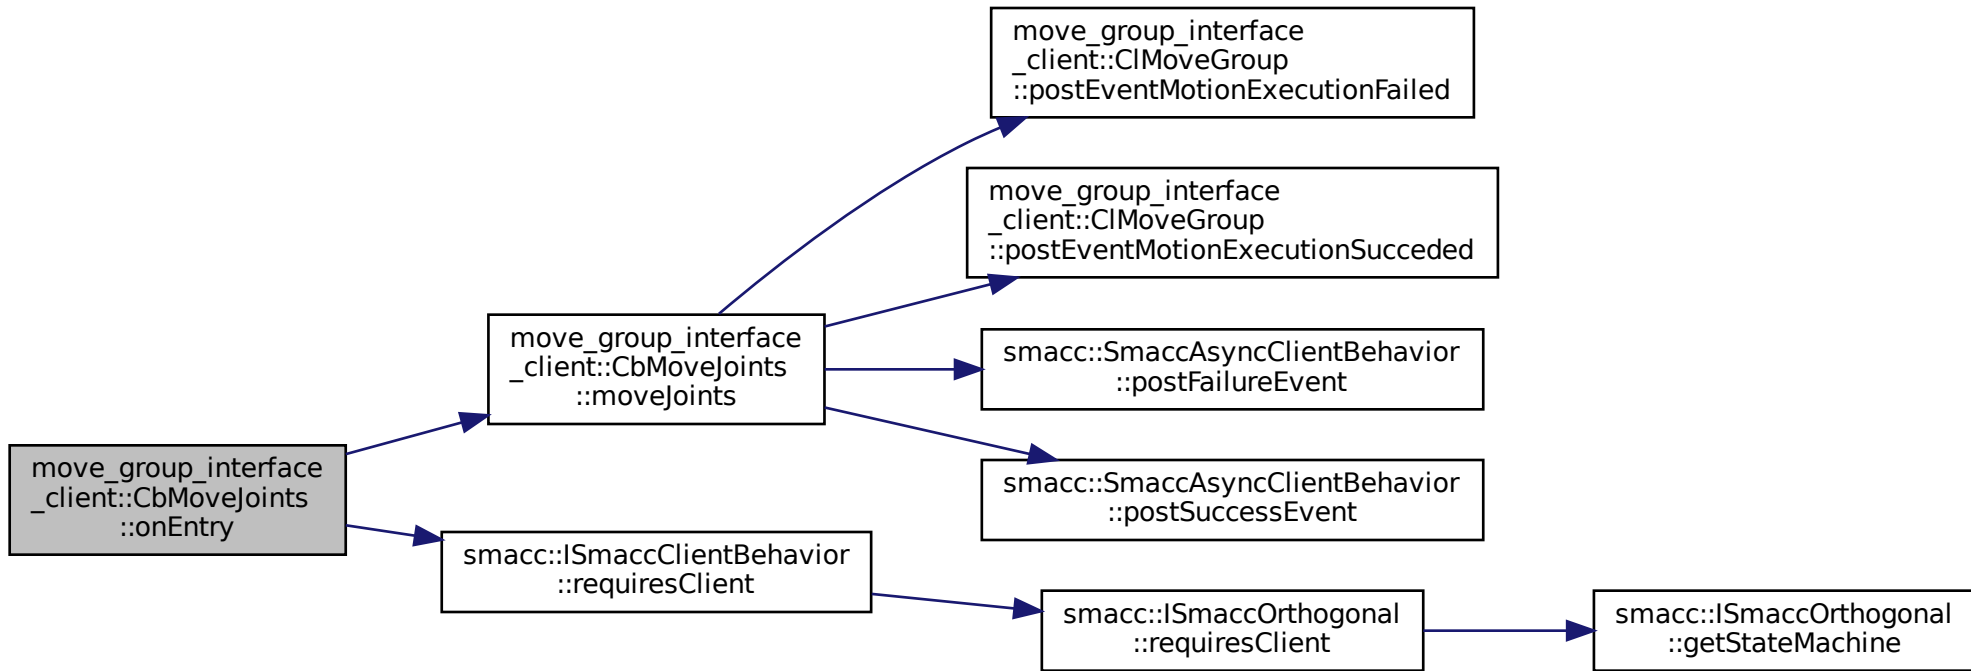 move_group_interface
_client::ClMoveGroup
::postEventMotionExecutionFailed
move_group_interface
_client::ClMoveGroup
::postEventMotionExecutionSucceded
move_group_interface
_client::CbMoveJoints
::moveJoints
smacc::SmaccAsyncClientBehavior
::postFailureEvent
move_group_interface
_client::CbMoveJoints
::onEntry
smacc::SmaccAsyncClientBehavior
::postSuccessEvent
smacc::ISmaccClientBehavior
::requiresClient
smacc::ISmaccOrthogonal
::requiresClient
smacc::ISmaccOrthogonal
::getStateMachine